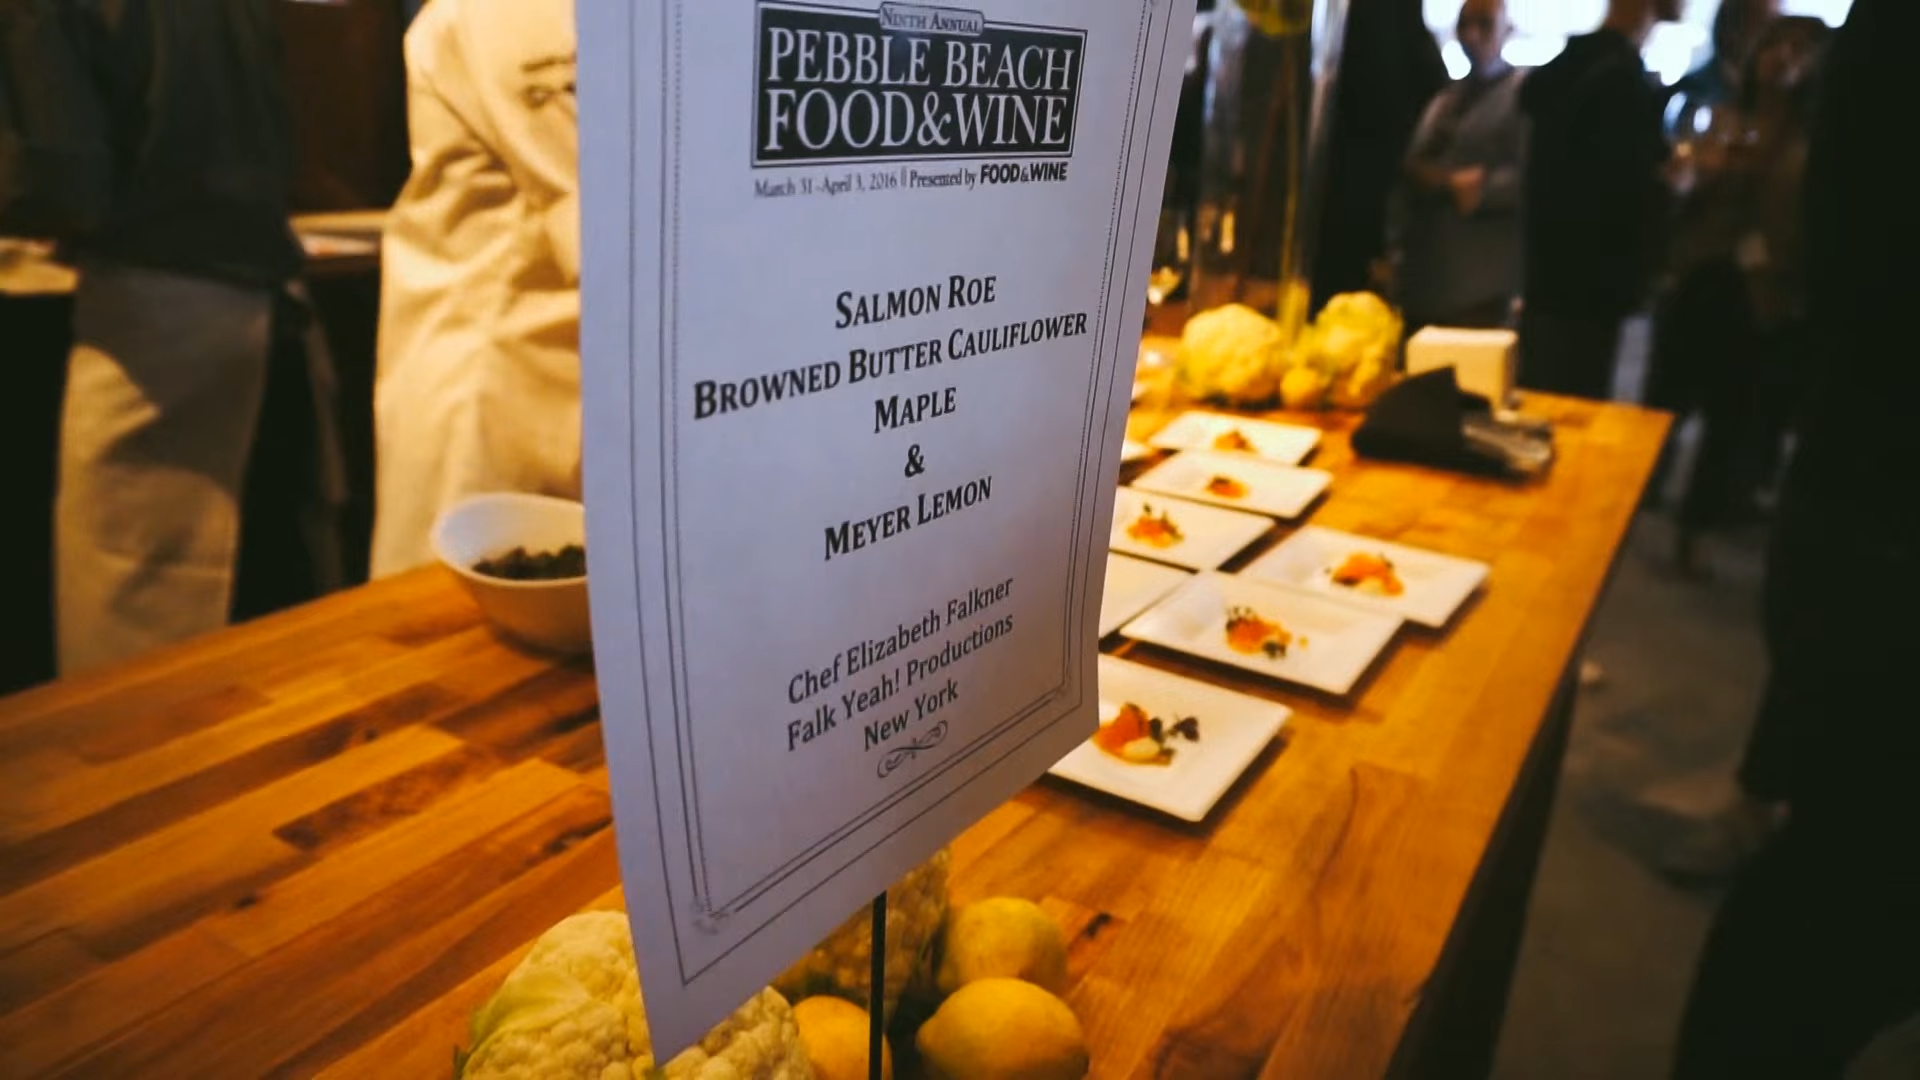 NINTH ANNUAL
PEBBLE BEACH
FOOD&WINE
March 31-April 3, 2016 || Presented by FOOD&WINE
SALMON ROE
BROWNED BUTTER CAULIFLOWER
MAPLE
&
MEYER LEMON
Chef Elizabeth Falkner
Falk Yeah! Productions
New York